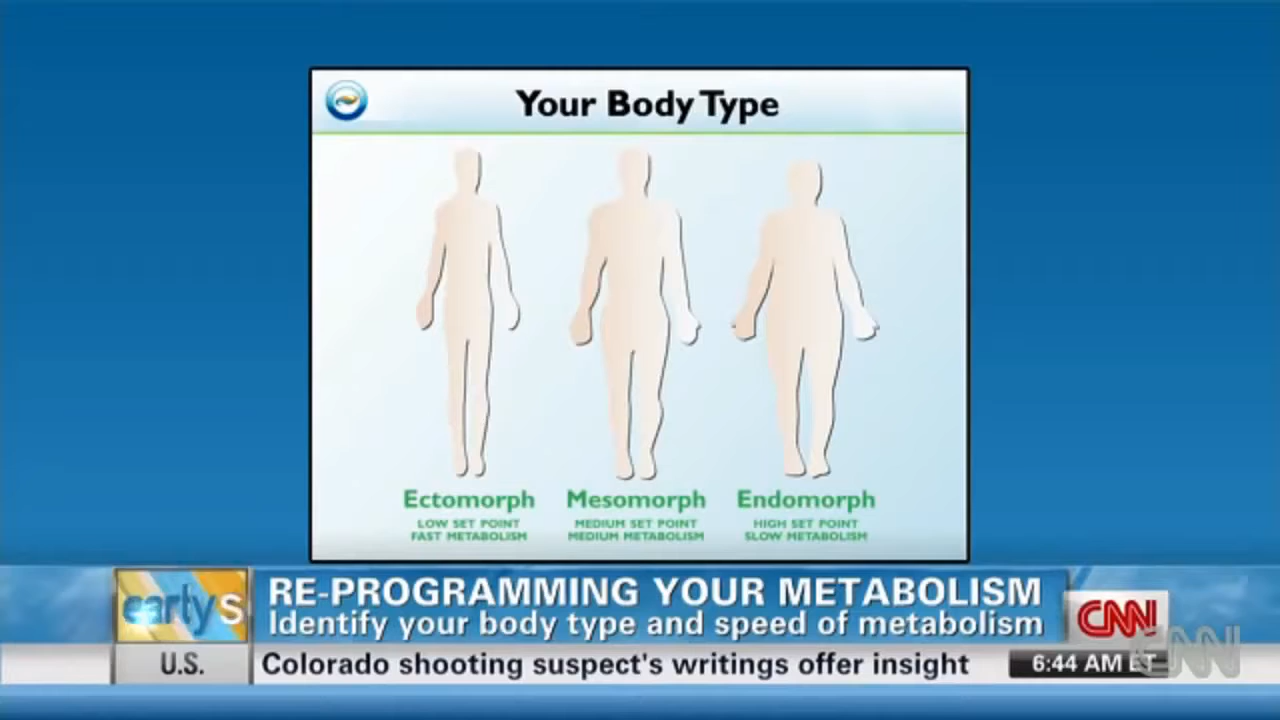 Your Body Type
Ectomorph
LOW SET POINT
FAST METABOLISM
Mesomorph
MEDIUM SET POINT
MEDIUM METABOLISM
Endomorph
HIGH SET POINT
SLOW METABOLISM
RE-PROGRAMMING YOUR METABOLISM
Identify your body type and speed of metabolism
early S
CNN
U.S.
Colorado shooting suspect's writings offer insight
6:44 AM ET
CNN